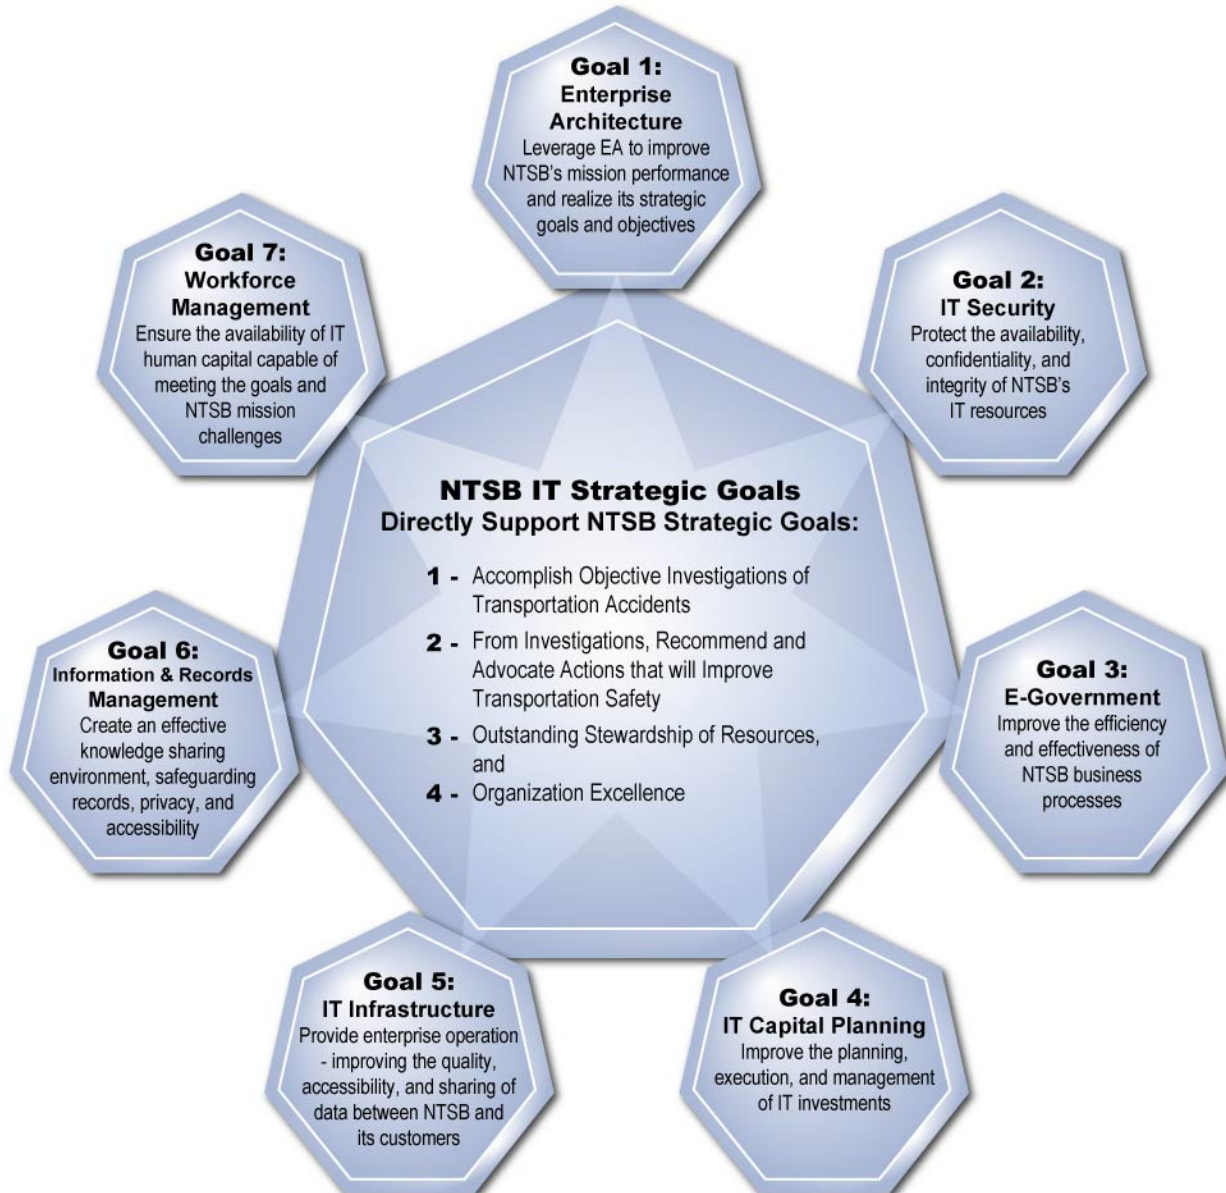 Goal 1:
Enterprise
Architecture
Leverage EA to improve
NTSB's mission performance
and realize its strategic
goals and objectives
Goal 2:
IT Security
Protect the availability,
confidentiality, and
integrity of NTSB's
IT resources
Goal 3:
E-Government
Improve the efficiency
and effectiveness of
NTSB business
processes
Goal 4:
IT Capital Planning
Improve the planning,
execution, and management
of IT investments
Goal 5:
IT Infrastructure
Provide enterprise operation
- improving the quality,
accessibility, and sharing of
data between NTSB and
its customers
Goal 6:
Information & Records
Management
Create an effective
knowledge sharing
environment, safeguarding
records, privacy, and
accessibility
Goal 7:
Workforce
Management
Ensure the availability of IT
human capital capable of
meeting the goals and
NTSB mission
challenges
NTSB IT Strategic Goals
Directly Support NTSB Strategic Goals:
1 - Accomplish Objective Investigations of
Transportation Accidents
2 - From Investigations, Recommend and
Advocate Actions that will Improve
Transportation Safety
3 - Outstanding Stewardship of Resources,
and
4 - Organization Excellence